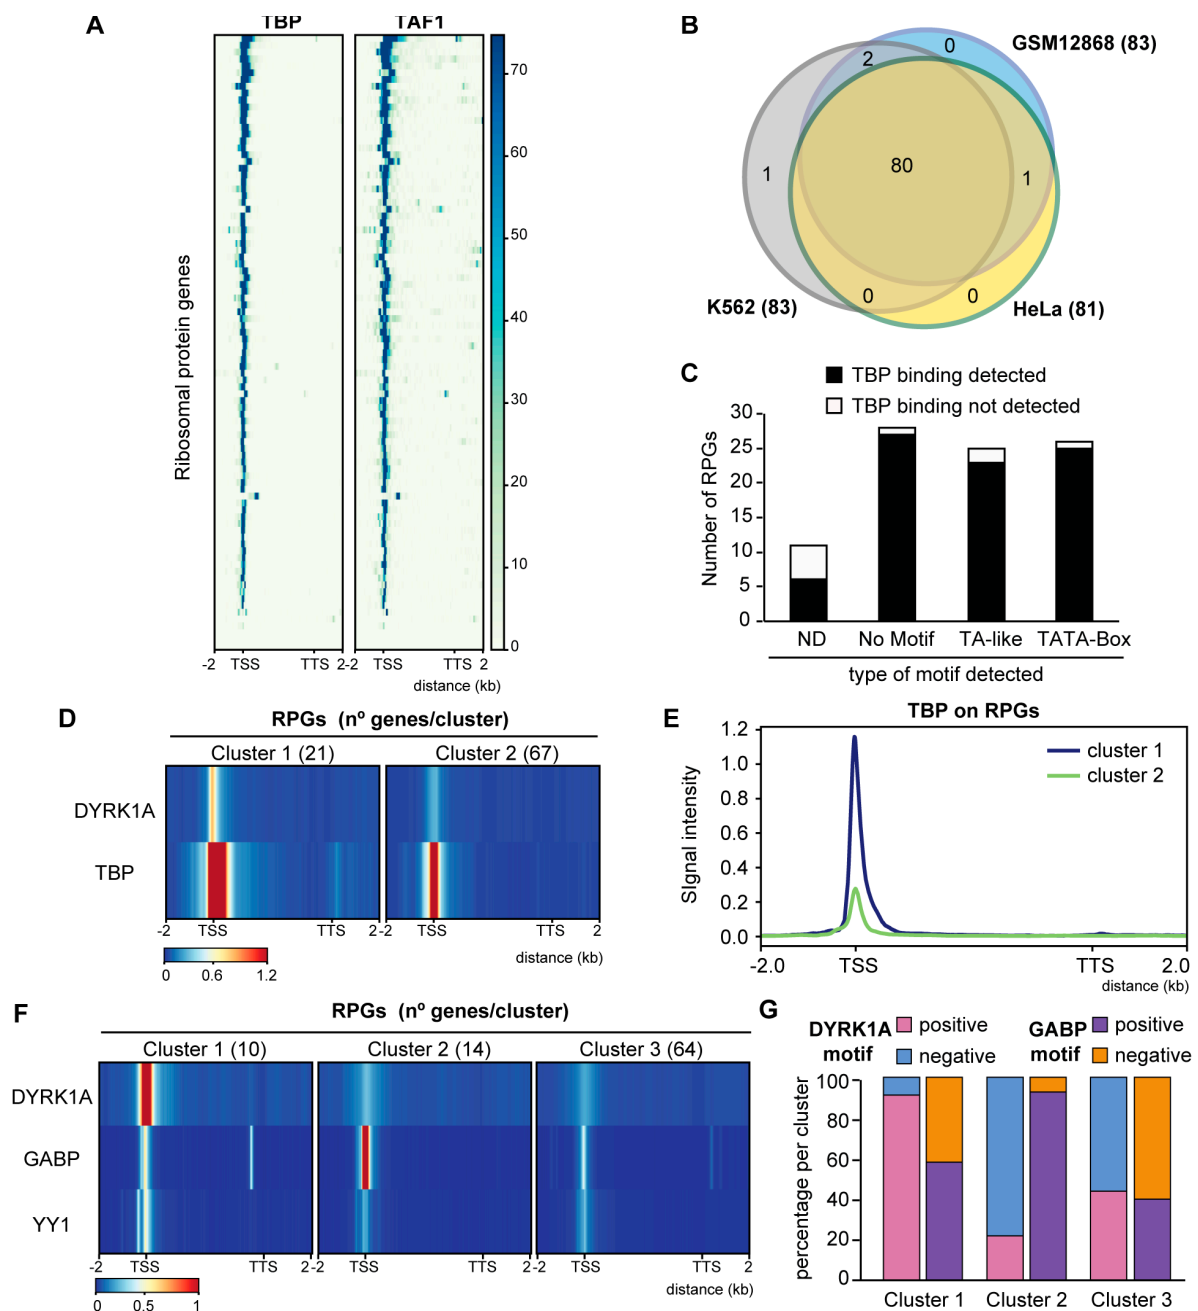 A
TBP
TAF1
Ribosomal protein genes
70
60
50
40
30
20
10
0
-2 TSS TTS 2 -2 TSS TTS 2
distance (kb)
B
GSM12868 (83)
0
2
80
1
1
0
0
K562 (83)
HeLa (81)
C
TBP binding detected
TBP binding not detected
Number of RPGs
30
25
20
15
10
5
0
ND No Motif TA-like TATA-Box
type of motif detected
D
RPGs (nº genes/cluster)
Cluster 1 (21) Cluster 2 (67)
DYRK1A
TBP
-2 TSS TTS 2 -2 TSS TTS 2
distance (kb)
0 0.6 1.2
E
TBP on RPGs
SIgnal intensity
1.2
1.0
0.8
0.6
0.4
0.2
0.0
cluster 1
cluster 2
-2.0 TSS TTS 2.0
distance (kb)
F
RPGs (nº genes/cluster)
Cluster 1 (10) Cluster 2 (14) Cluster 3 (64)
DYRK1A
GABP
YY1
-2 TSS TTS 2 -2 TSS TTS 2 -2 TSS TTS 2
distance (kb)
0 0.5 1
G
DYRK1A motif
positive
negative
GABP motif
positive
negative
percentage per cluster
100
80
60
40
20
0
Cluster 1 Cluster 2 Cluster 3